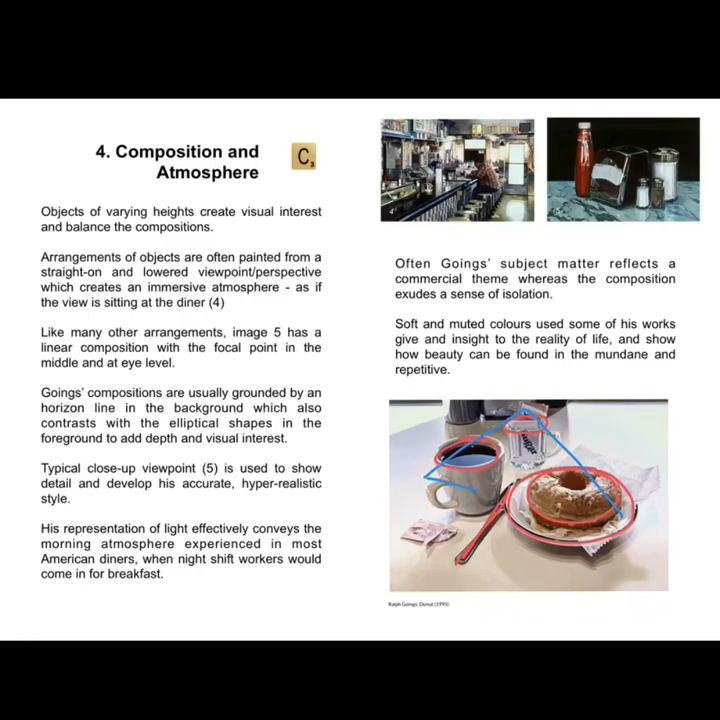 4. Composition and
Atmosphere
C
3
Objects of varying heights create visual interest
and balance the compositions.
Arrangements of objects are often painted from a
straight-on and lowered viewpoint/perspective
which creates an immersive atmosphere - as if
the view is sitting at the diner (4)
Like many other arrangements, image 5 has a
linear composition with the focal point in the
middle and at eye level.
Goings' compositions are usually grounded by an
horizon line in the background which also
contrasts with the elliptical shapes in the
foreground to add depth and visual interest.
Typical close-up viewpoint (5) is used to show
detail and develop his accurate, hyper-realistic
style.
His representation of light effectively conveys the
morning atmosphere experienced in most
American diners, when night shift workers would
come in for breakfast.
4
Often Goings' subject matter reflects a
commercial theme whereas the composition
exudes a sense of isolation.
Soft and muted colours used some of his works
give and insight to the reality of life, and show
how beauty can be found in the mundane and
repetitive.
Ralph Goings: Donut (1995)